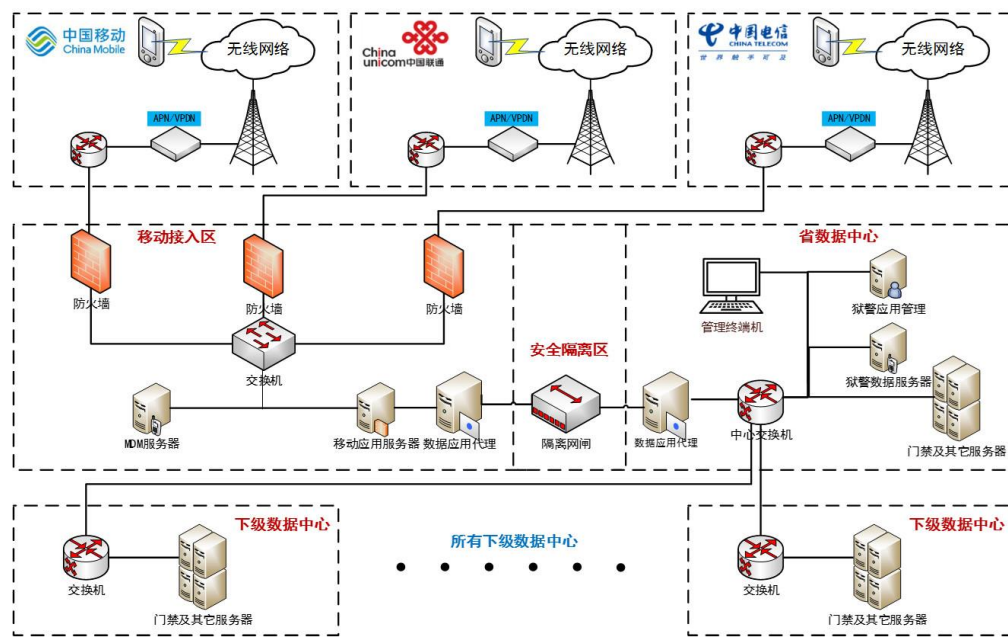 中国移动
China Mobile
无线网络
APN/VPDN
China
unicom中国联通
无线网络
APN/VPDN
中国电信
CHINA TELECOM
世界触手可及
无线网络
APN/VPDN
移动接入区
省数据中心
防火墙
防火墙
防火墙
管理终端机
狱警应用管理
安全隔离区
交换机
狱警数据服务器
MDM服务器
移动应用服务器
数据应用代理
隔离网闸
数据应用代理
中心交换机
门禁及其它服务器
下级数据中心
所有下级数据中心
下级数据中心
交换机
门禁及其它服务器
交换机
门禁及其它服务器